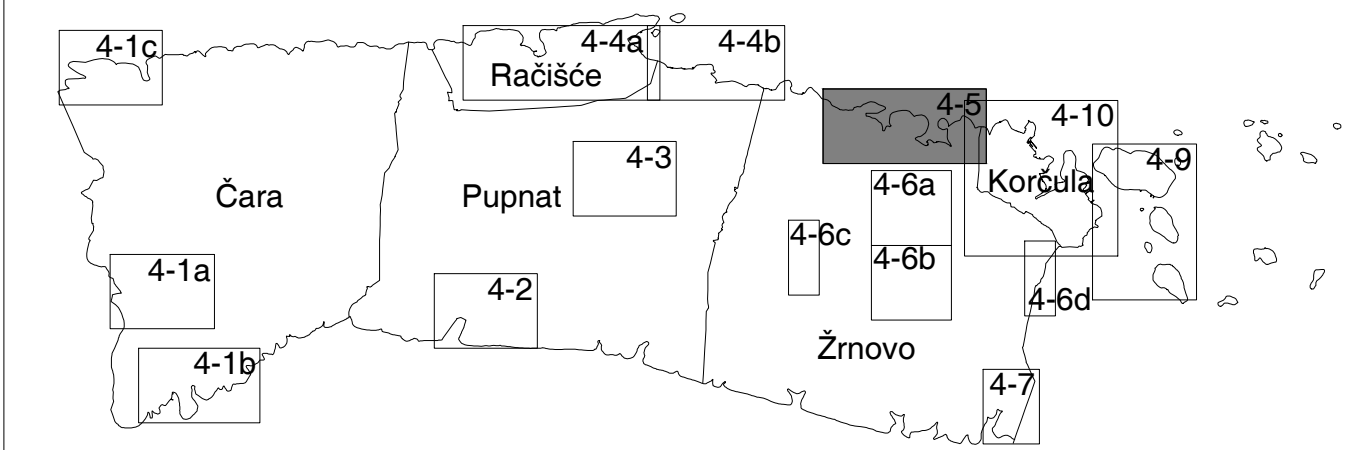 4-1c
4-4a
4-4b
Račišće
4-5
4-10
4-3
4-9
Čara
Pupnat
4-6a
Korčula
4-6c
4-6b
4-1a
4-2
4-6d
Žrnovo
4-1b
4-7